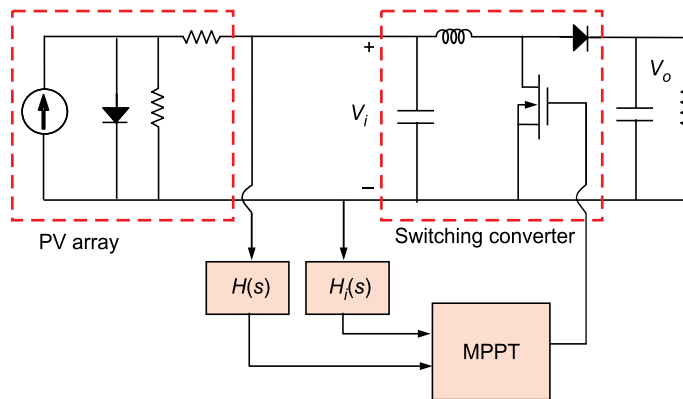 +
V_i
V_o
−
PV array
Switching converter
H(s)
H_i(s)
MPPT